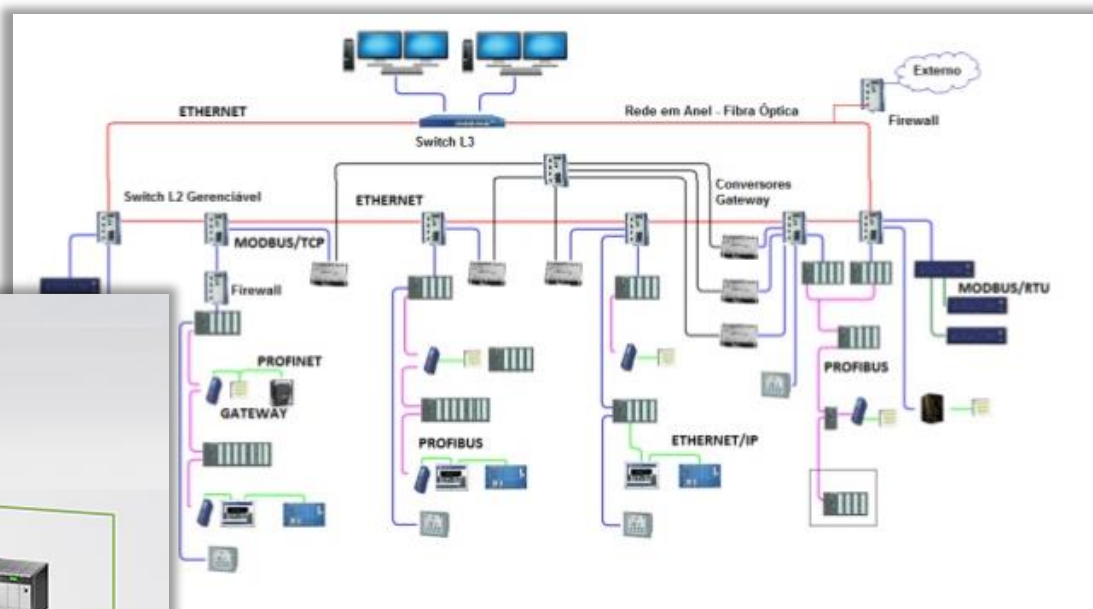 Externo
ETHERNET
Rede em Anel - Fibra Óptica
Firewall
Switch L3
Switch L2 Gerenciável
ETHERNET
Conversores
Gateway
MODBUS/TCP
Firewall
MODBUS/RTU
PROFINET
PROFIBUS
GATEWAY
PROFIBUS
ETHERNET/IP